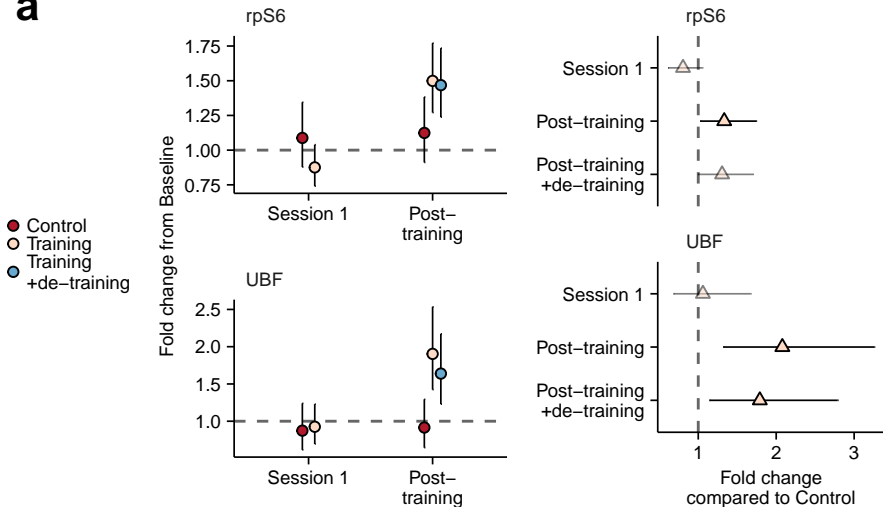 a
rpS6
1.75
1.50
1.25
1.00
0.75
Session 1
Post−
training
Control
Training
Training
+de−training
Fold change from Baseline
UBF
2.5
2.0
1.5
1.0
Session 1
Post−
training
rpS6
Session 1
Post−training
Post−training
+de−training
UBF
Session 1
Post−training
Post−training
+de−training
1
2
3
Fold change
compared to Control